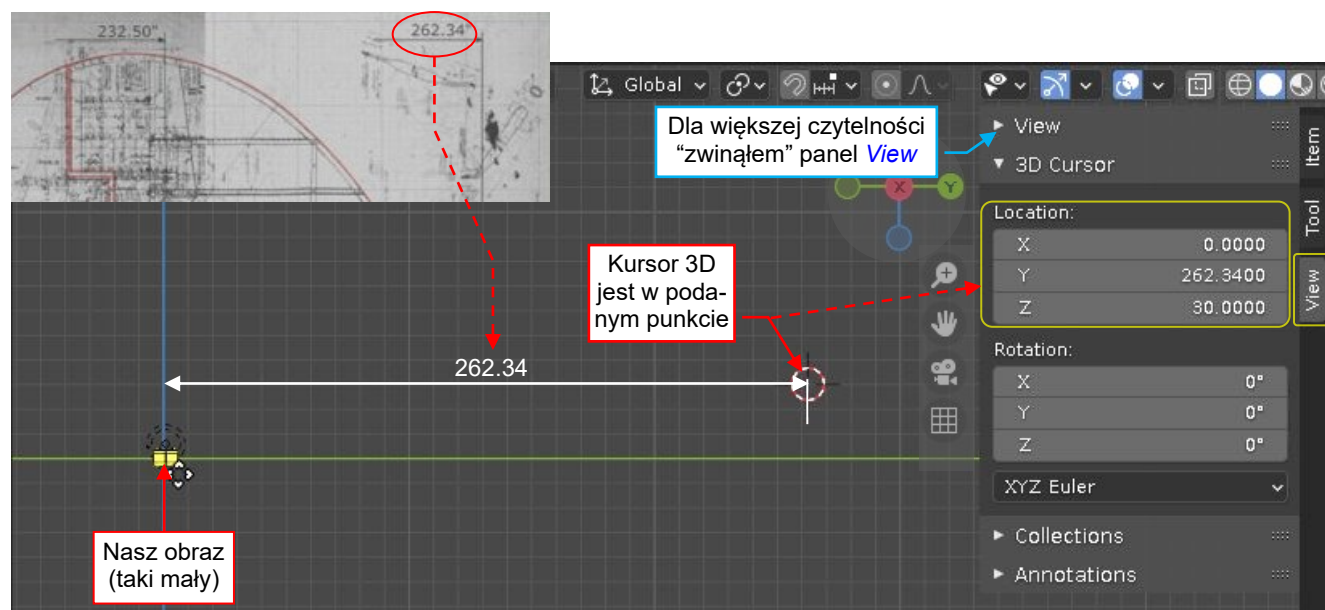 232.50"
262.34"
Global
Dla większej czytelności
“zwinąłem” panel View
View
3D Cursor
Item
Tool
View
X
Y
Location:
X 0.0000
Y 262.3400
Z 30.0000
Kursor 3D
jest w poda-
nym punkcie
262.34
Rotation:
X 0°
Y 0°
Z 0°
XYZ Euler
Nasz obraz
(taki mały)
Collections
Annotations